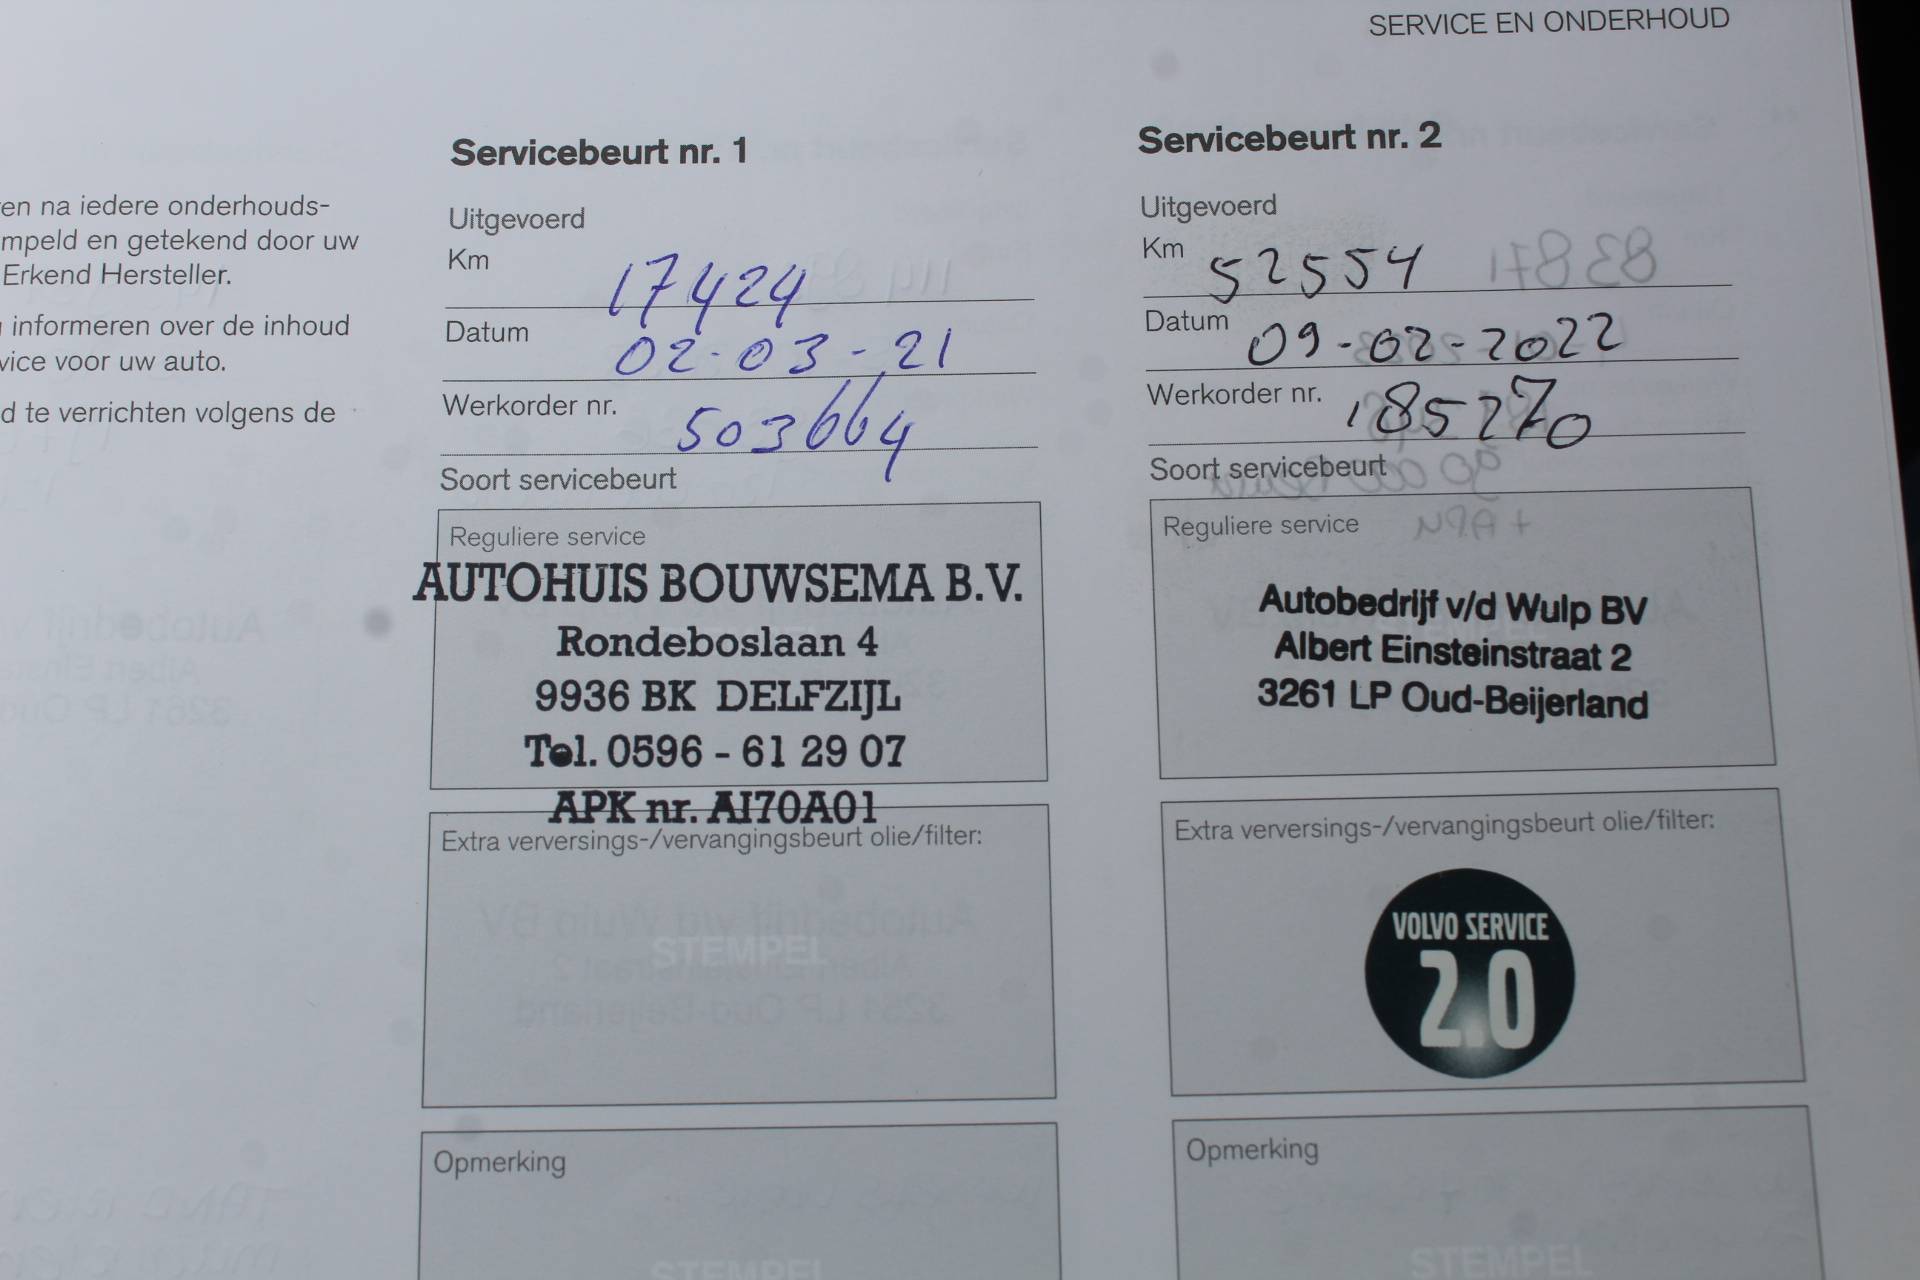 SERVICE EN ONDERHOUD
en na iedere onderhouds-
mpeld en getekend door uw
Erkend Hersteller.
informeren over de inhoud
vice voor uw auto.
d te verrichten volgens de
Servicebeurt nr. 1
Uitgevoerd
Km 17424
Datum 02-03-21
Werkorder nr. 503664
Soort servicebeurt
Reguliere service
AUTOHUIS BOUWSEMA B.V.
Rondeboslaan 4
9936 BK DELFZIJL
Tel. 0596 - 61 29 07
APK nr. AI70A01
Extra verversings-/vervangingsbeurt olie/filter:
STEMPEL
Opmerking
STEMPEL
Servicebeurt nr. 2
Uitgevoerd
Km 52554
Datum 09-02-2022
Werkorder nr. 185270
Soort servicebeurt
Reguliere service
Autobedrijf v/d Wulp BV
Albert Einsteinstraat 2
3261 LP Oud-Beijerland
Extra verversings-/vervangingsbeurt olie/filter:
VOLVO SERVICE
2.0
Opmerking
STEMPEL